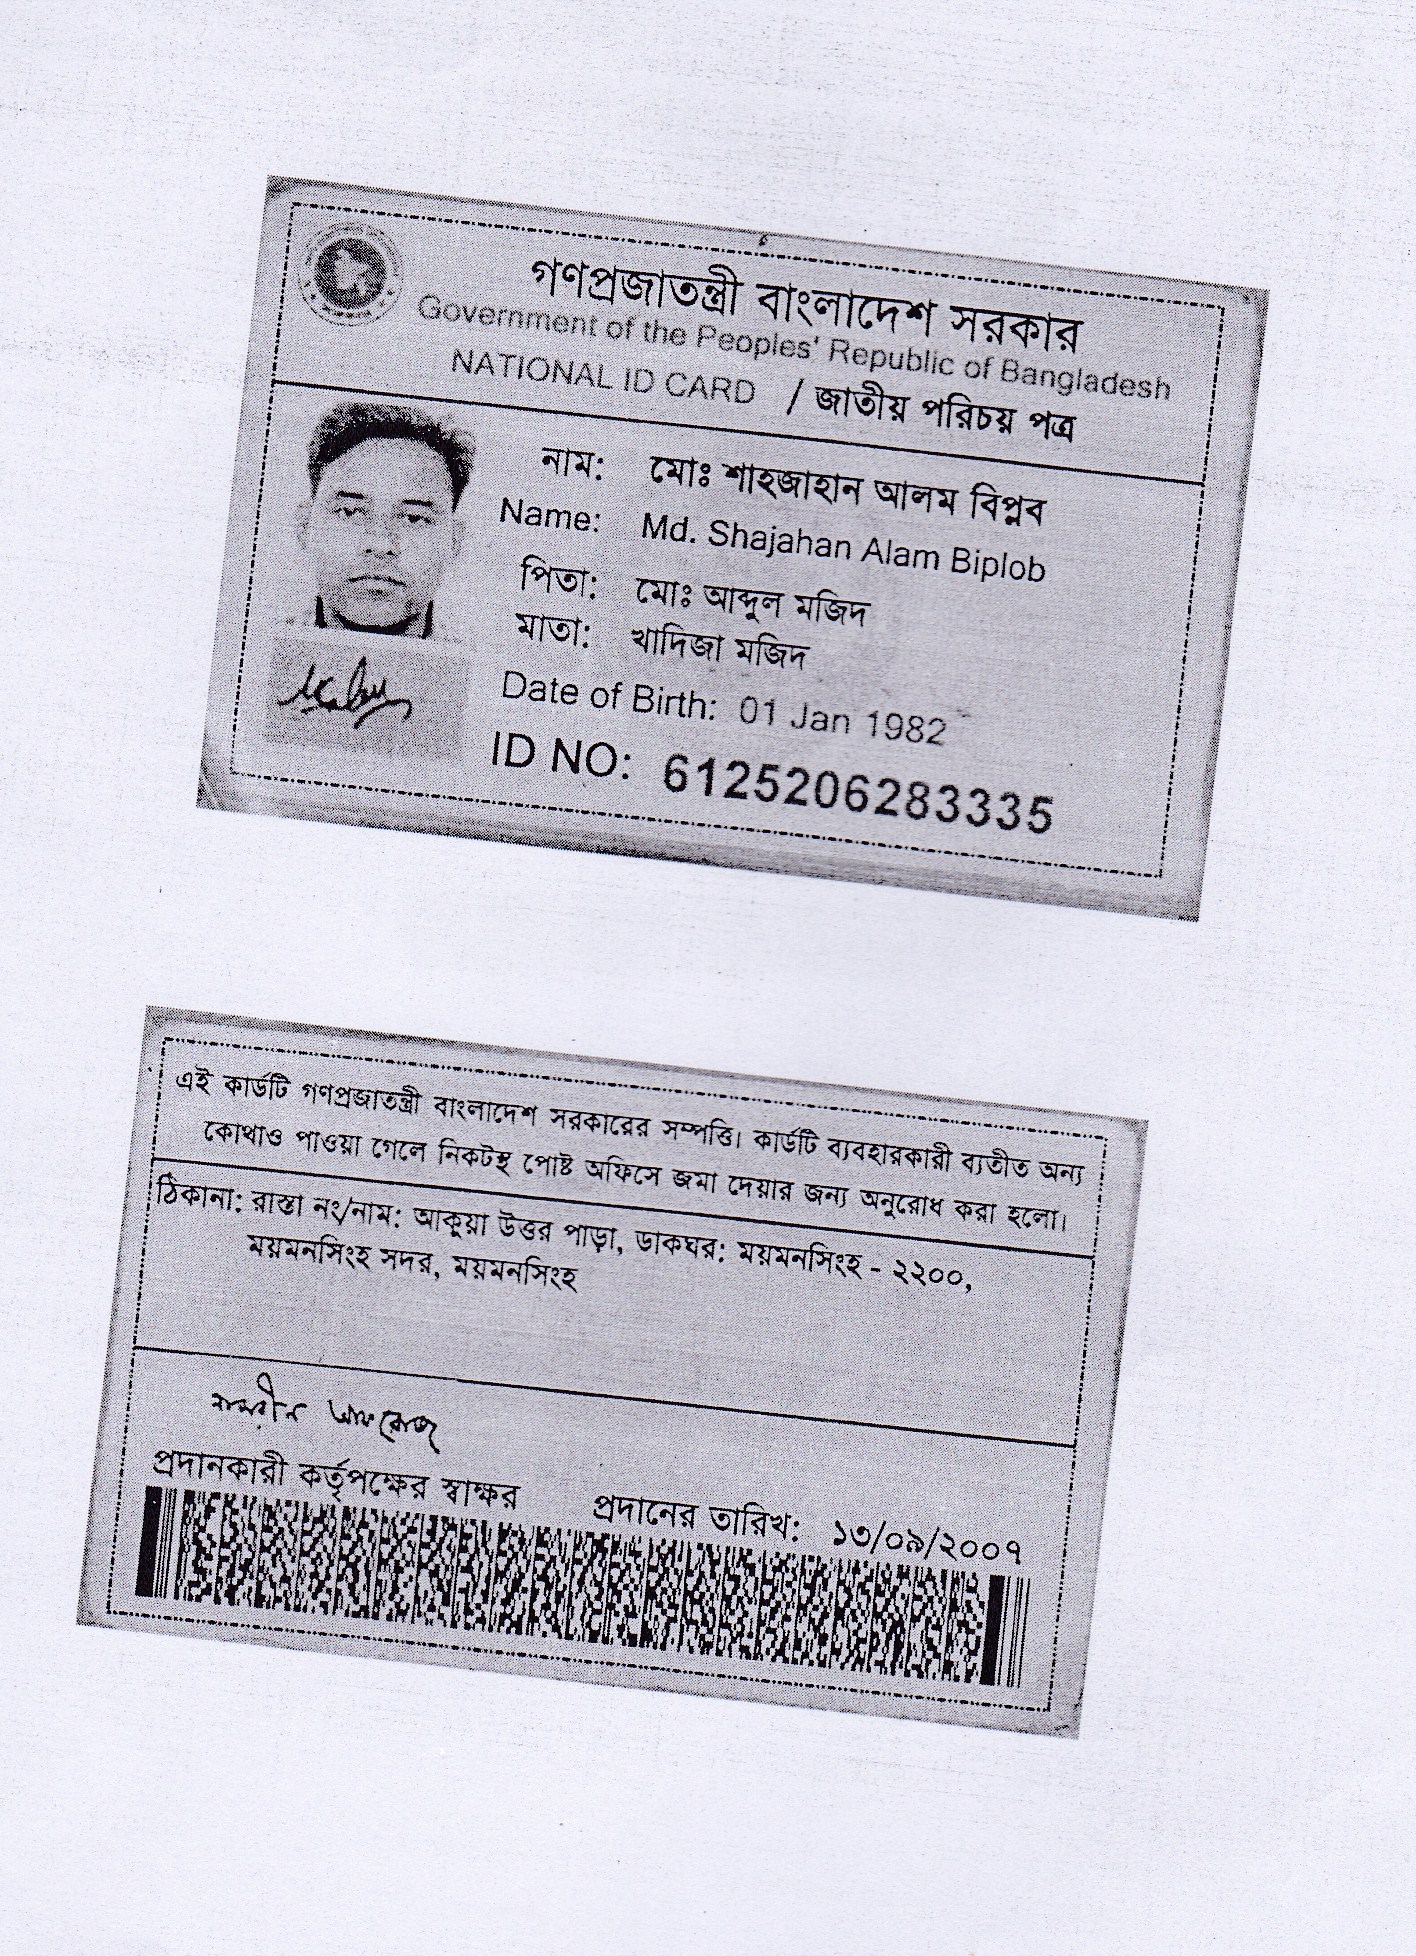 গণপ্রজাতন্ত্রী বাংলাদেশ সরকার
Government of the Peoples' Republic of Bangladesh
NATIONAL ID CARD / জাতীয় পরিচয় পত্র
নাম: মোঃ শাহজাহান আলম বিপ্লব
Name: Md. Shajahan Alam Biplob
পিতা: মোঃ আব্দুল মজিদ
মাতা: খাদিজা মজিদ
Date of Birth: 01 Jan 1982
ID NO: 6125206283335
এই কার্ডটি গণপ্রজাতন্ত্রী বাংলাদেশ সরকারের সম্পত্তি। কার্ডটি ব্যবহারকারী ব্যতীত অন্য
কোথাও পাওয়া গেলে নিকটস্থ পোষ্ট অফিসে জমা দেয়ার জন্য অনুরোধ করা হলো।
ঠিকানা: রাস্তা নং/নাম: আকুয়া উত্তর পাড়া, ডাকঘর: ময়মনসিংহ - ২২০০,
ময়মনসিংহ সদর, ময়মনসিংহ
প্রদানকারী কর্তৃপক্ষের স্বাক্ষর প্রদানের তারিখ: ১৩/০৯/২০০৭